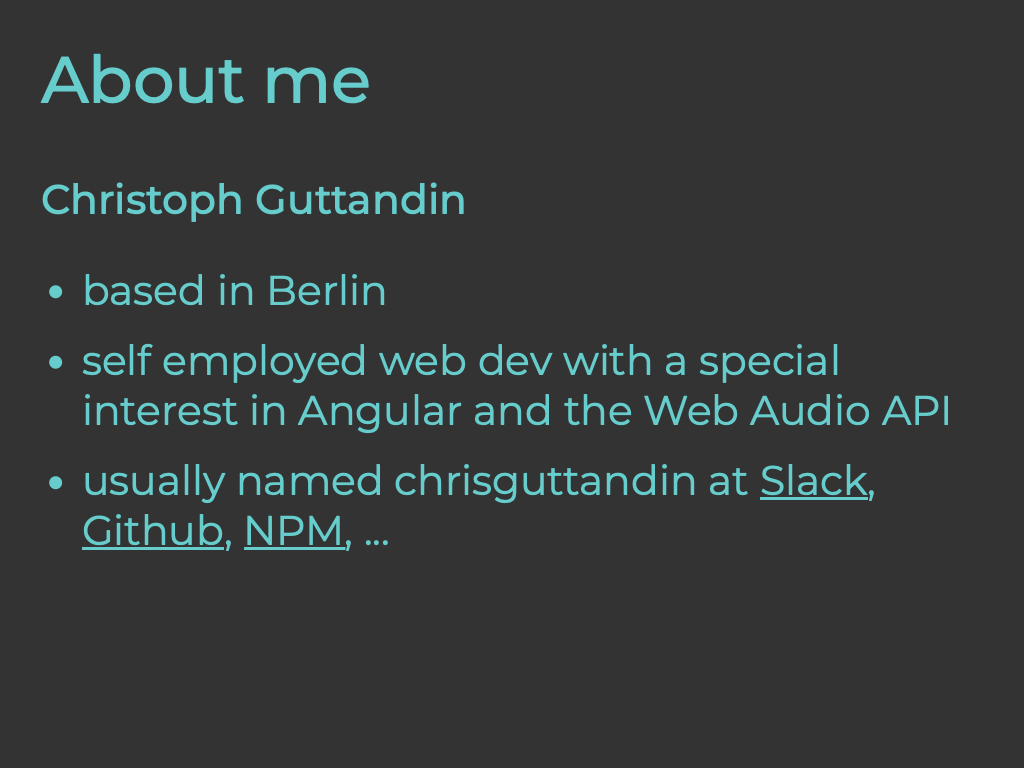 About me
Christoph Guttandin
• based in Berlin
• self employed web dev with a special
interest in Angular and the Web Audio API
• usually named chrisguttandin at Slack,
Github, NPM, ...